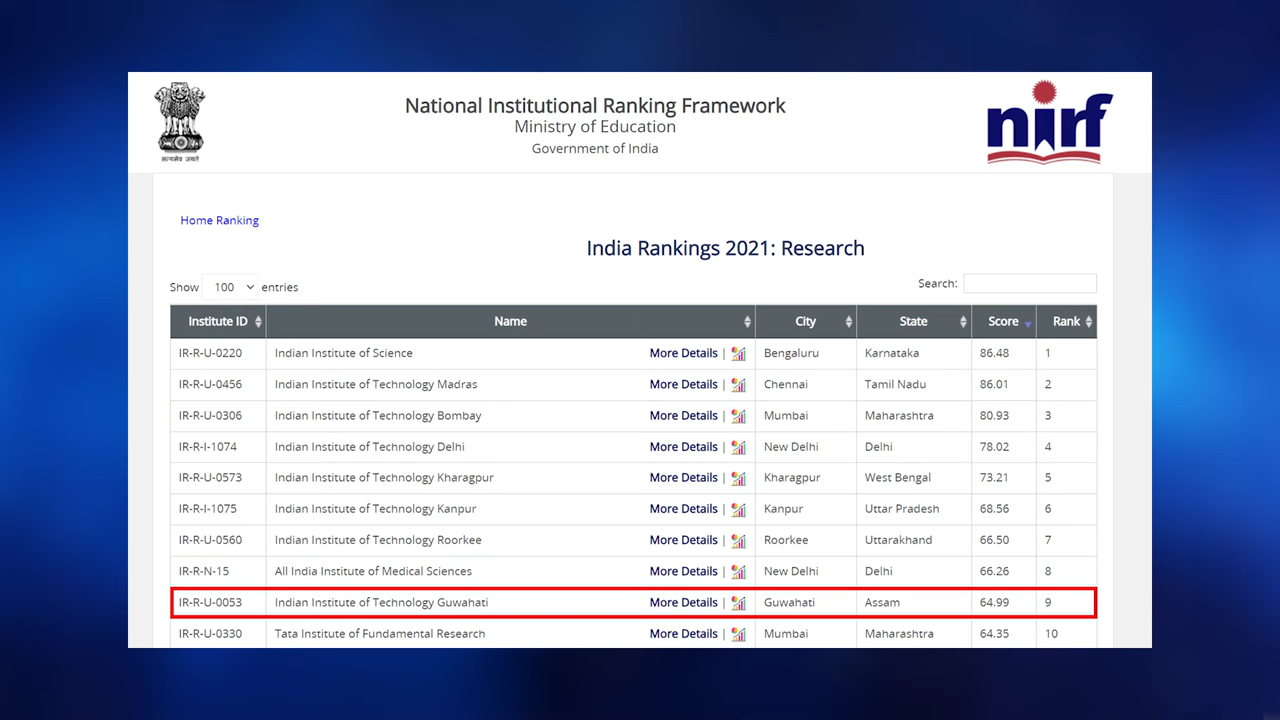 National Institutional Ranking Framework
Ministry of Education
Government of India
सत्यमेव जयते
nirf
Home Ranking
India Rankings 2021: Research
Show 100 entries
Search:
Institute ID Name City State Score Rank
IR-R-U-0220 Indian Institute of Science More Details | Bengaluru Karnataka 86.48 1
IR-R-U-0456 Indian Institute of Technology Madras More Details | Chennai Tamil Nadu 86.01 2
IR-R-U-0306 Indian Institute of Technology Bombay More Details | Mumbai Maharashtra 80.93 3
IR-R-I-1074 Indian Institute of Technology Delhi More Details | New Delhi Delhi 78.02 4
IR-R-U-0573 Indian Institute of Technology Kharagpur More Details | Kharagpur West Bengal 73.21 5
IR-R-I-1075 Indian Institute of Technology Kanpur More Details | Kanpur Uttar Pradesh 68.56 6
IR-R-U-0560 Indian Institute of Technology Roorkee More Details | Roorkee Uttarakhand 66.50 7
IR-R-N-15 All India Institute of Medical Sciences More Details | New Delhi Delhi 66.26 8
IR-R-U-0053 Indian Institute of Technology Guwahati More Details | Guwahati Assam 64.99 9
IR-R-U-0330 Tata Institute of Fundamental Research More Details | Mumbai Maharashtra 64.35 10